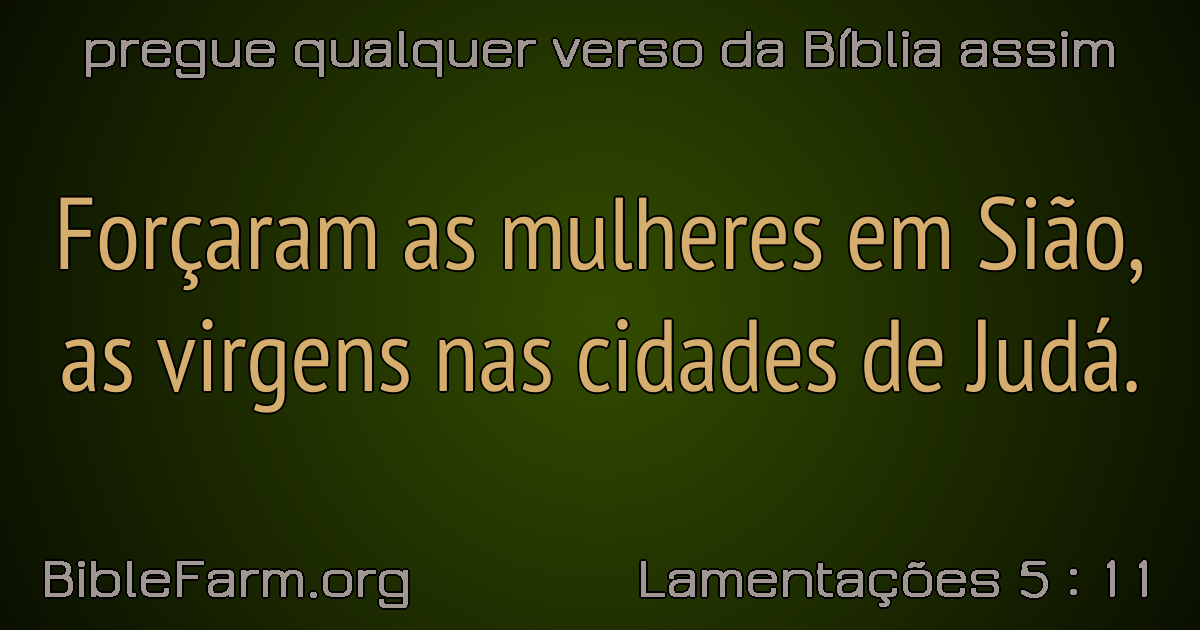 pregue qualquer verso da Bíblia assim
Forçaram as mulheres em Sião,
as virgens nas cidades de Judá.
BibleFarm.org
Lamentações 5 : 11